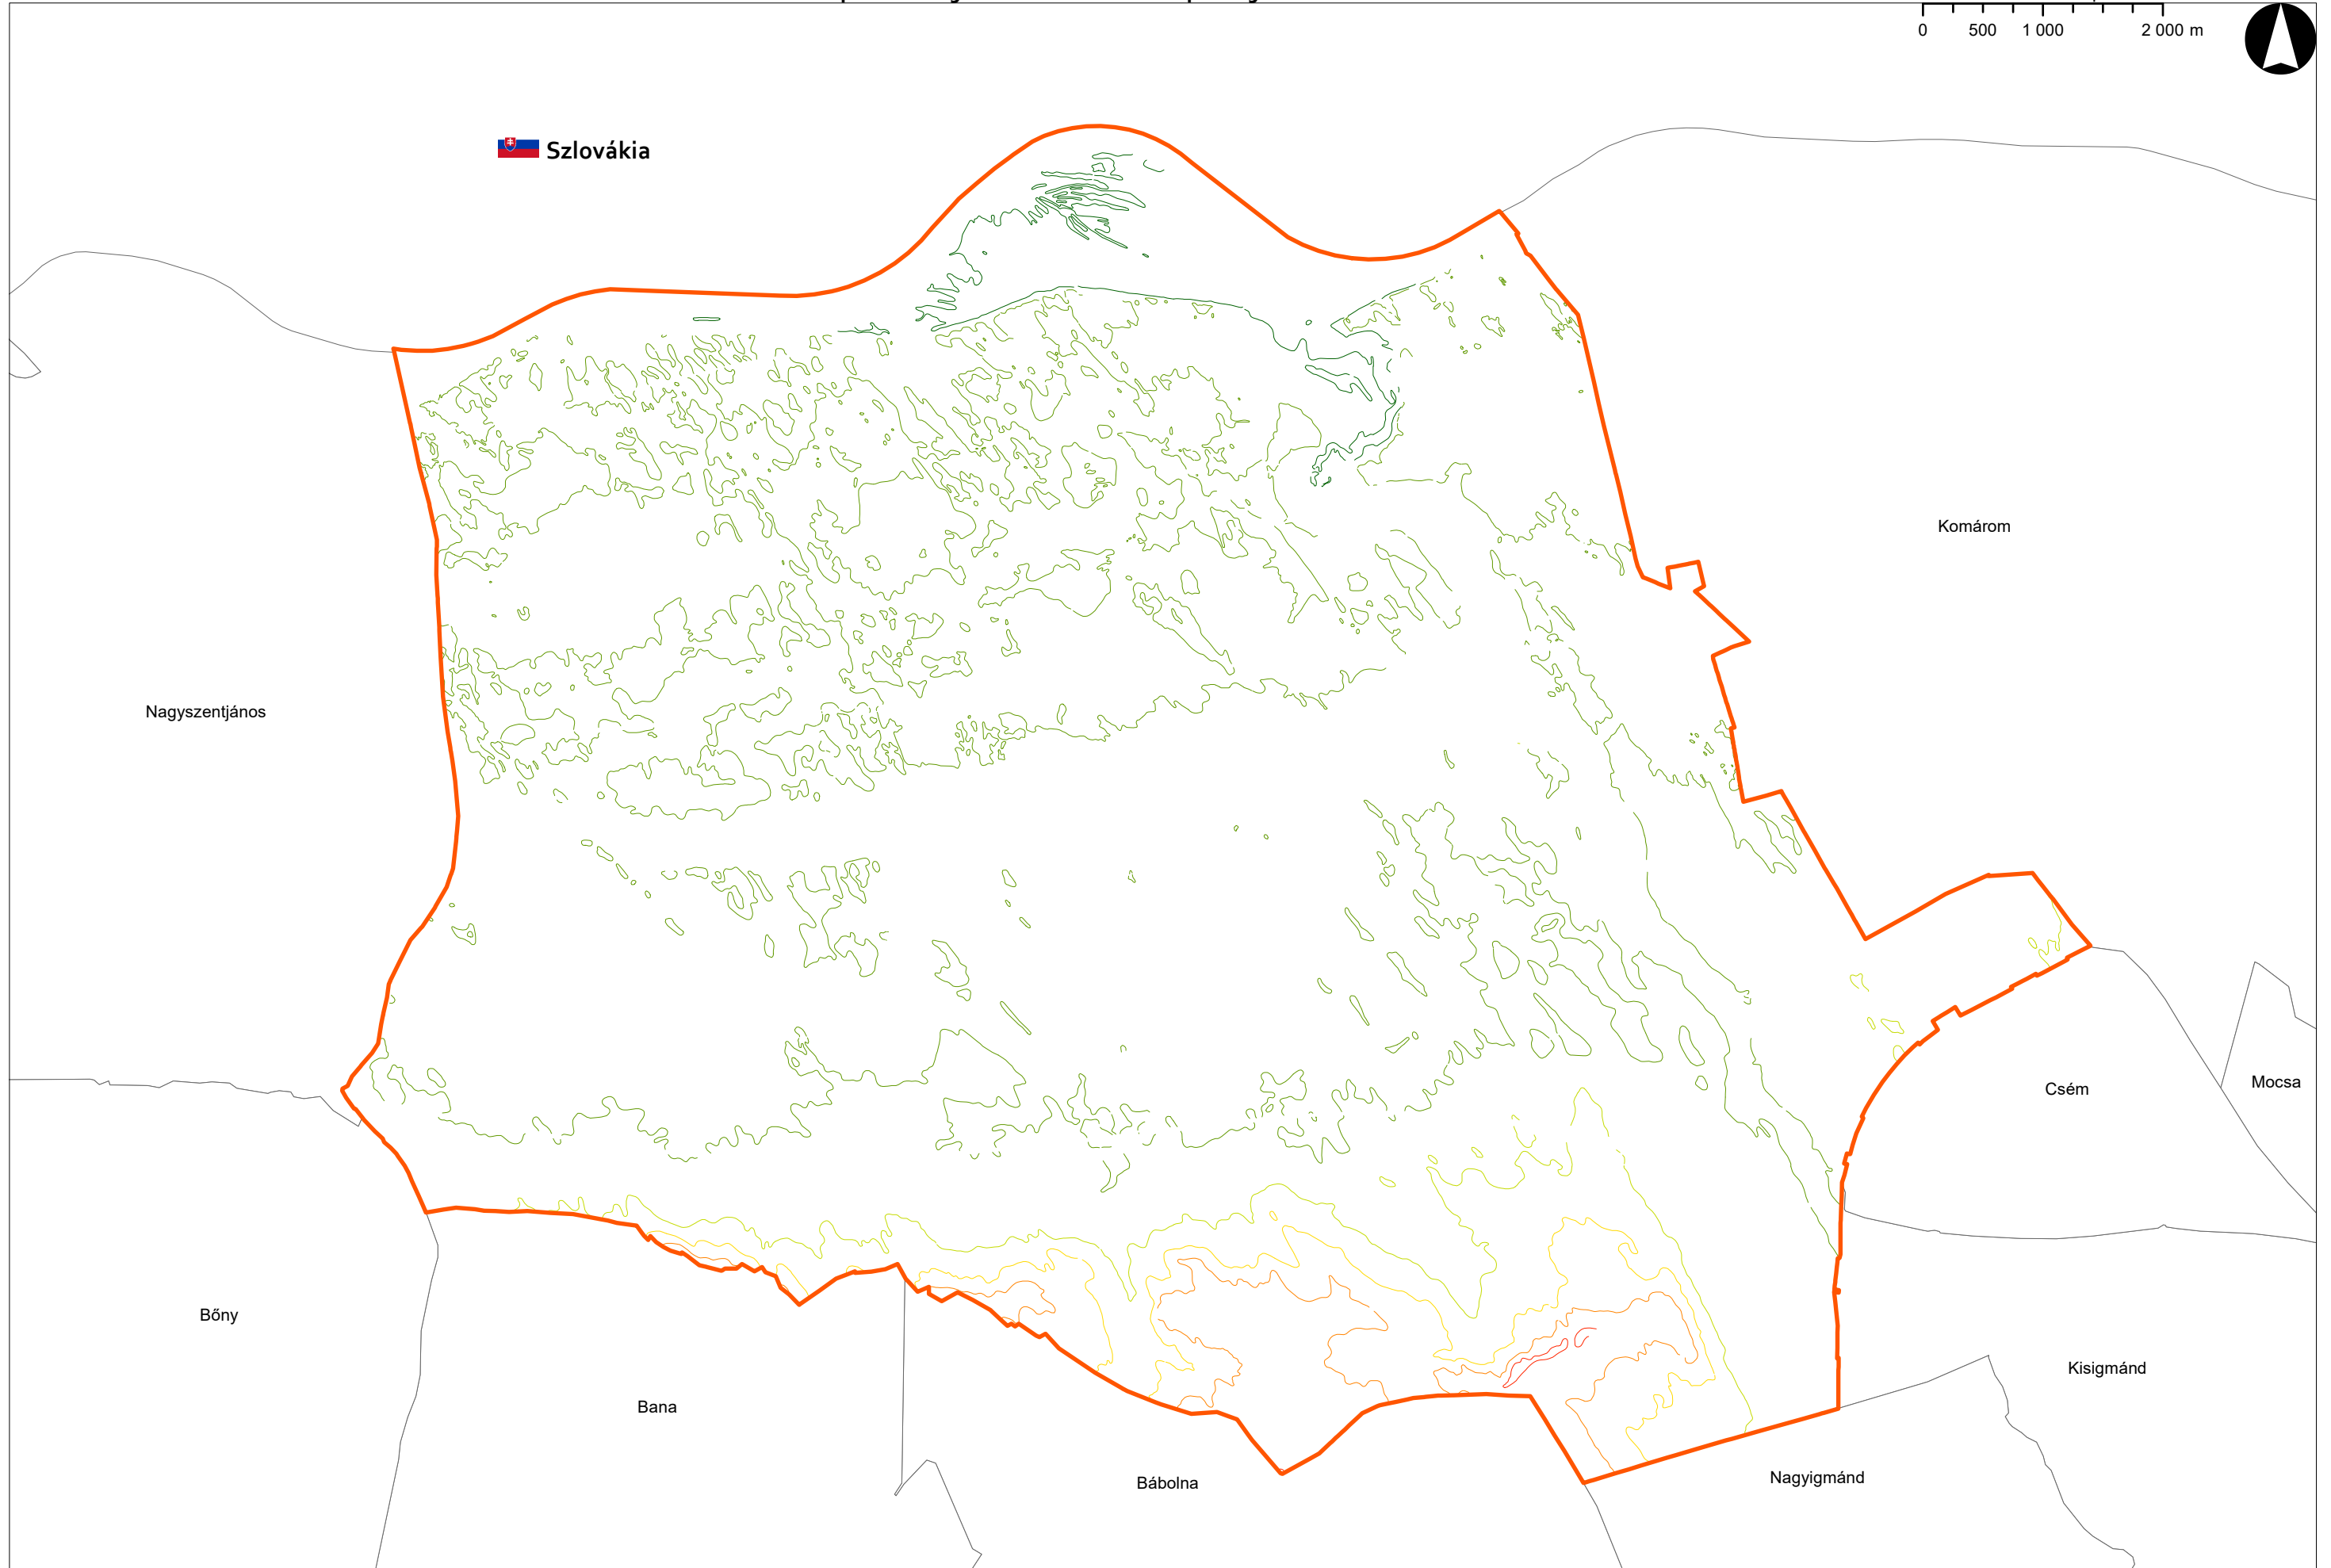 0 500 1 000 2 000 m
Szlovákia
Komárom
Nagyszentjános
Mocsa
Csém
Bőny
Kisigmánd
Bana
Nagyigmánd
Bábolna